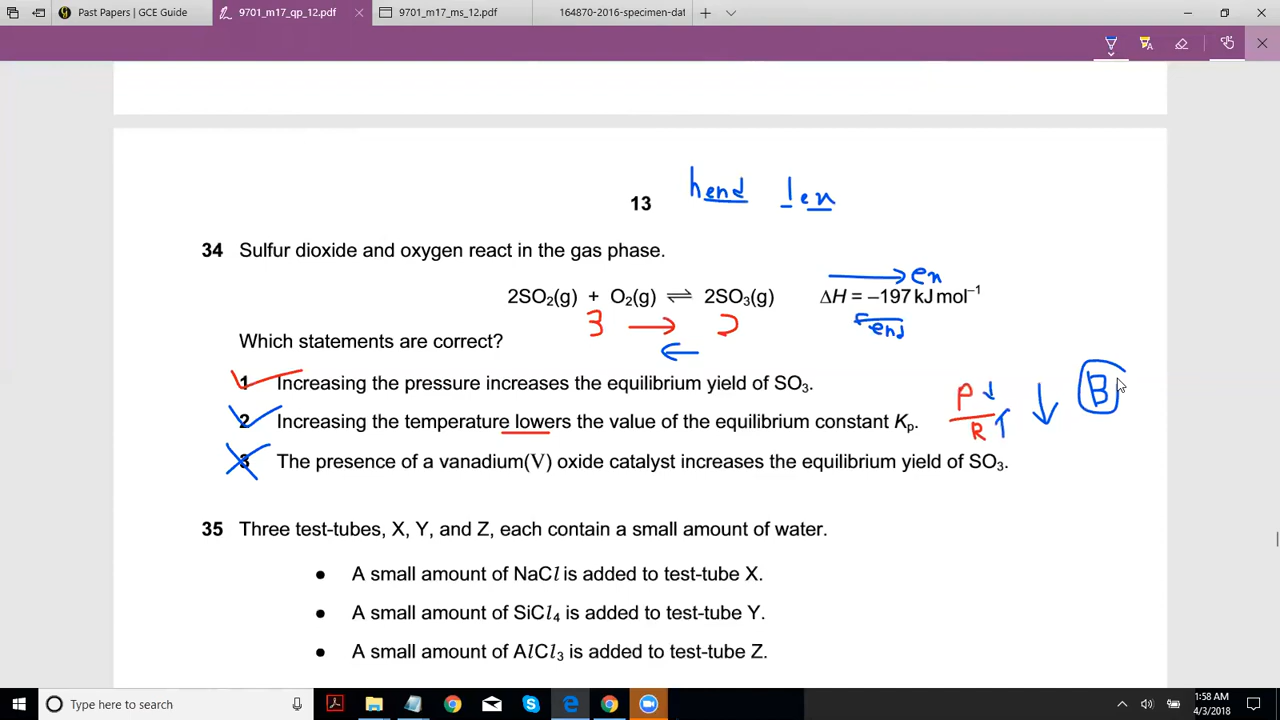 Past Papers | GCE Guide 9701_m17_qp_12.pdf 9701_m17_ms_12.pdf 164870-2016-specimen-dat
hend lex
13
34 Sulfur dioxide and oxygen react in the gas phase.
ex
2SO₂(g) + O₂(g) ⇌ 2SO₃(g) ΔH = –197 kJ mol⁻¹
3 → 2 end
←
Which statements are correct?
1 Increasing the pressure increases the equilibrium yield of SO₃.
P ↓ B
2 Increasing the temperature lowers the value of the equilibrium constant Kₚ.
R ↑ ↓
3 The presence of a vanadium(V) oxide catalyst increases the equilibrium yield of SO₃.
35 Three test-tubes, X, Y, and Z, each contain a small amount of water.
• A small amount of NaCl is added to test-tube X.
• A small amount of SiCl₄ is added to test-tube Y.
• A small amount of AlCl₃ is added to test-tube Z.
Type here to search
1:58 AM
4/3/2018